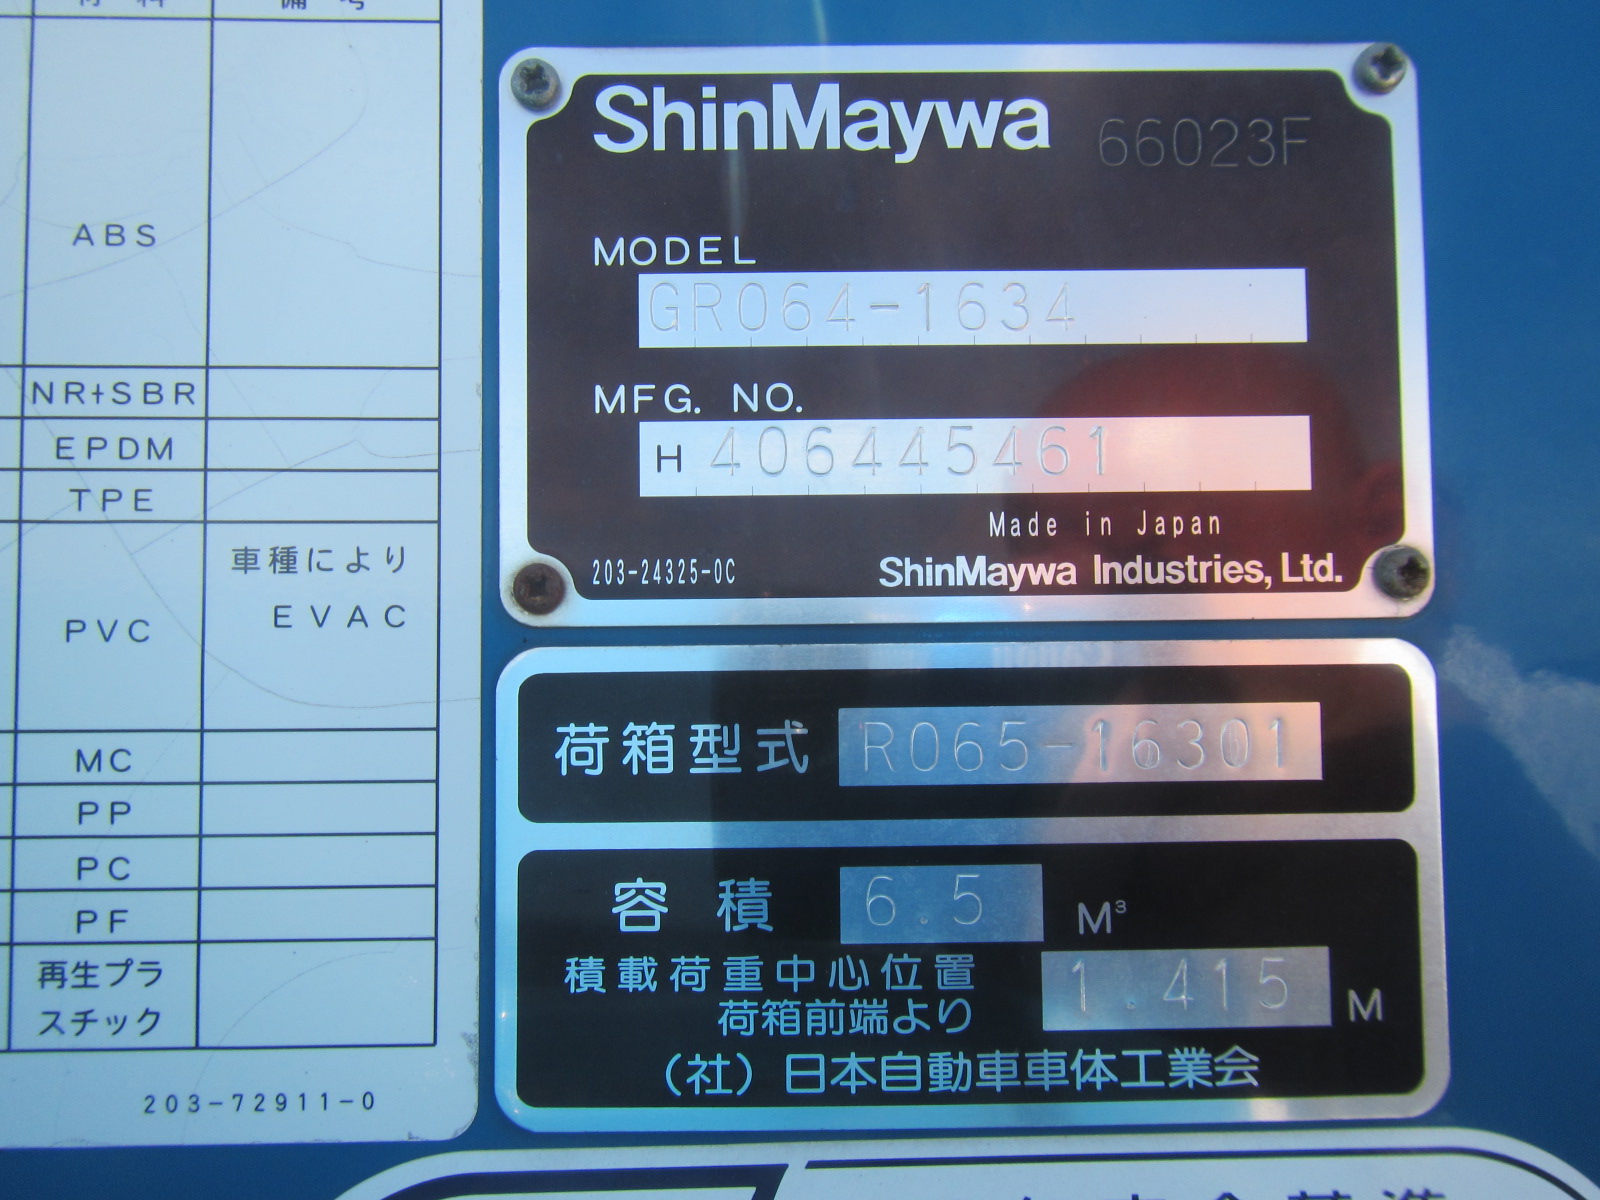 ABS
NR+SBR
EPDM
TPE
PVC
車種により
EVAC
MC
PP
PC
PF
再生プラ
スチック
203-72911-0
ShinMaywa 66023F
MODEL
GR064-1634
MFG. NO.
H 406445461
Made in Japan
203-24325-0C ShinMaywa Industries, Ltd.
荷箱型式 R065-16301
容積 6.5 M³
積載荷重中心位置
荷箱前端より 1.415 M
(社)日本自動車車体工業会